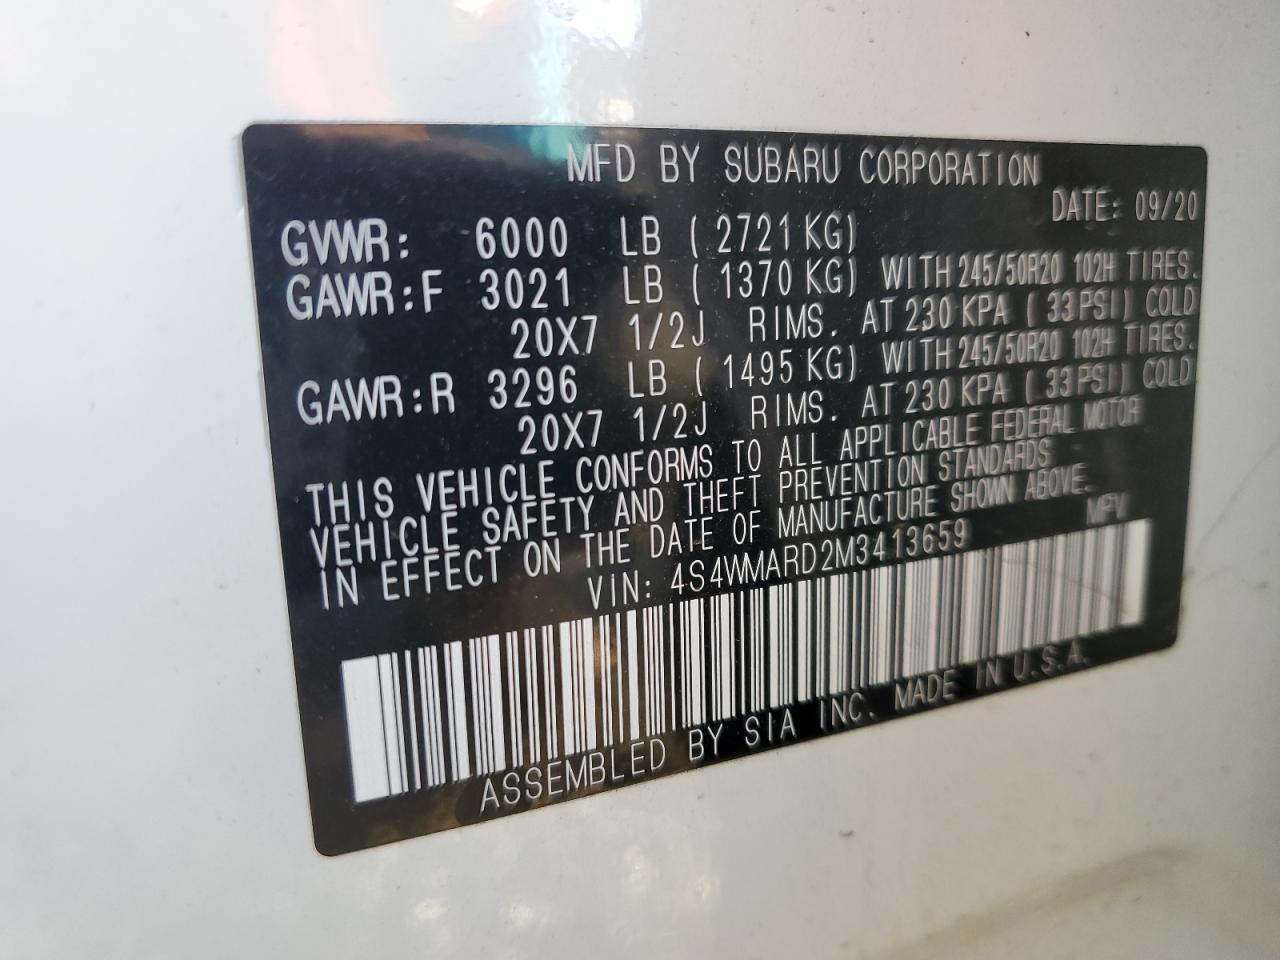 MFD BY SUBARU CORPORATION
DATE: 09/20
GVWR: 6000 LB ( 2721 KG)
GAWR:F 3021 LB ( 1370 KG) WITH 245/50R20 102H TIRES.
20X7 1/2J RIMS. AT 230 KPA ( 33 PSI) COLD
GAWR:R 3296 LB ( 1495 KG) WITH 245/50R20 102H TIRES.
20X7 1/2J RIMS. AT 230 KPA ( 33 PSI) COLD
THIS VEHICLE CONFORMS TO ALL APPLICABLE FEDERAL MOTOR
VEHICLE SAFETY AND THEFT PREVENTION STANDARDS
IN EFFECT ON THE DATE OF MANUFACTURE SHOWN ABOVE.
VIN: 4S4WMARD2M3413659 MPV
ASSEMBLED BY SIA INC. MADE IN U.S.A.